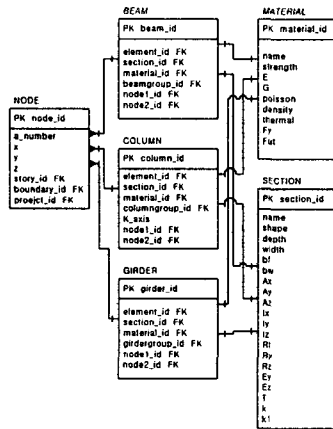 BEAM
PK beam_id
element_id FK
section_id FK
material_id FK
beamgroup_id FK
node1_id FK
node2_id FK
MATERIAL
PK material_id
name
strength
E
G
poisson
density
thermal
Fy
NODE
PK node_id
a_number
x
y
z
story_id FK
boundary_id FK
proejct_id FK
COLUMN
PK column_id
element_id FK
section_id FK
material_id FK
columngroup_id FK
K_axis
node1_id FK
node2_id FK
SECTION
PK section_id
name
shape
depth
width
bf
bw
Ax
Ay
Az
Ix
Iy
Iz
Ry
Rz
Ey
Ez
T
k
k1
GIRDER
PK girder_id
element_id FK
section_id FK
material_id FK
girdergroup_id FK
node1_id FK
node2_id FK